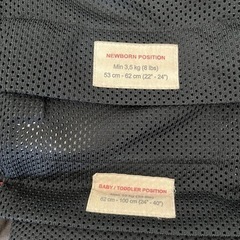 NEWBORN POSITION
Min 3,5 kg (8 lbs)
53 cm - 62 cm (22" - 24")
BABY / TODDLER POSITION
62 cm - 100 cm (24" - 40")